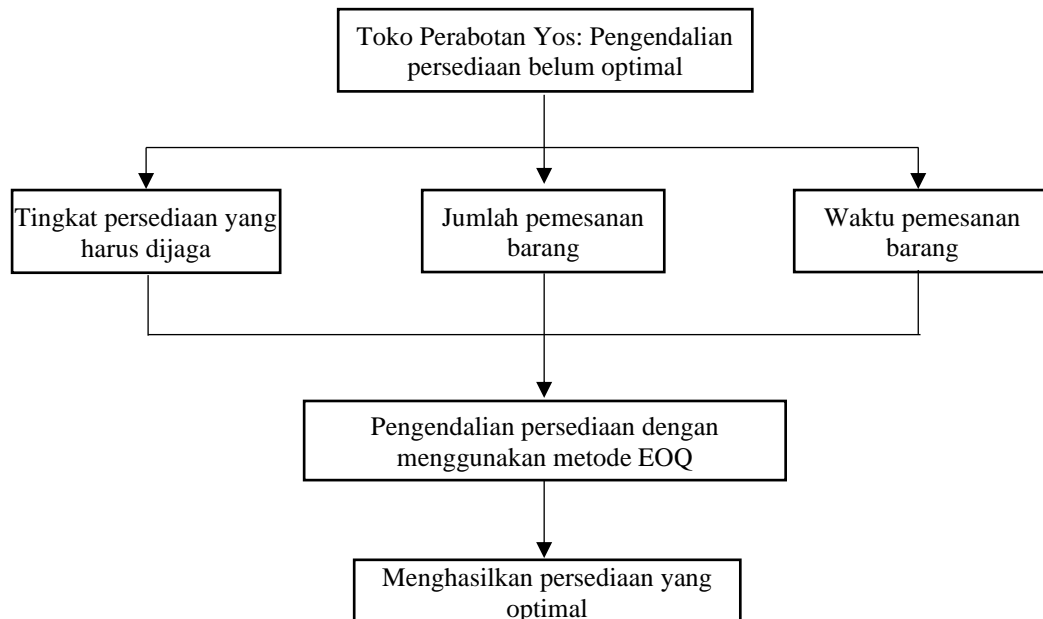 Toko Perabotan Yos: Pengendalian
persediaan belum optimal
Tingkat persediaan yang
harus dijaga
Jumlah pemesanan
barang
Waktu pemesanan
barang
Pengendalian persediaan dengan
menggunakan metode EOQ
Menghasilkan persediaan yang
optimal